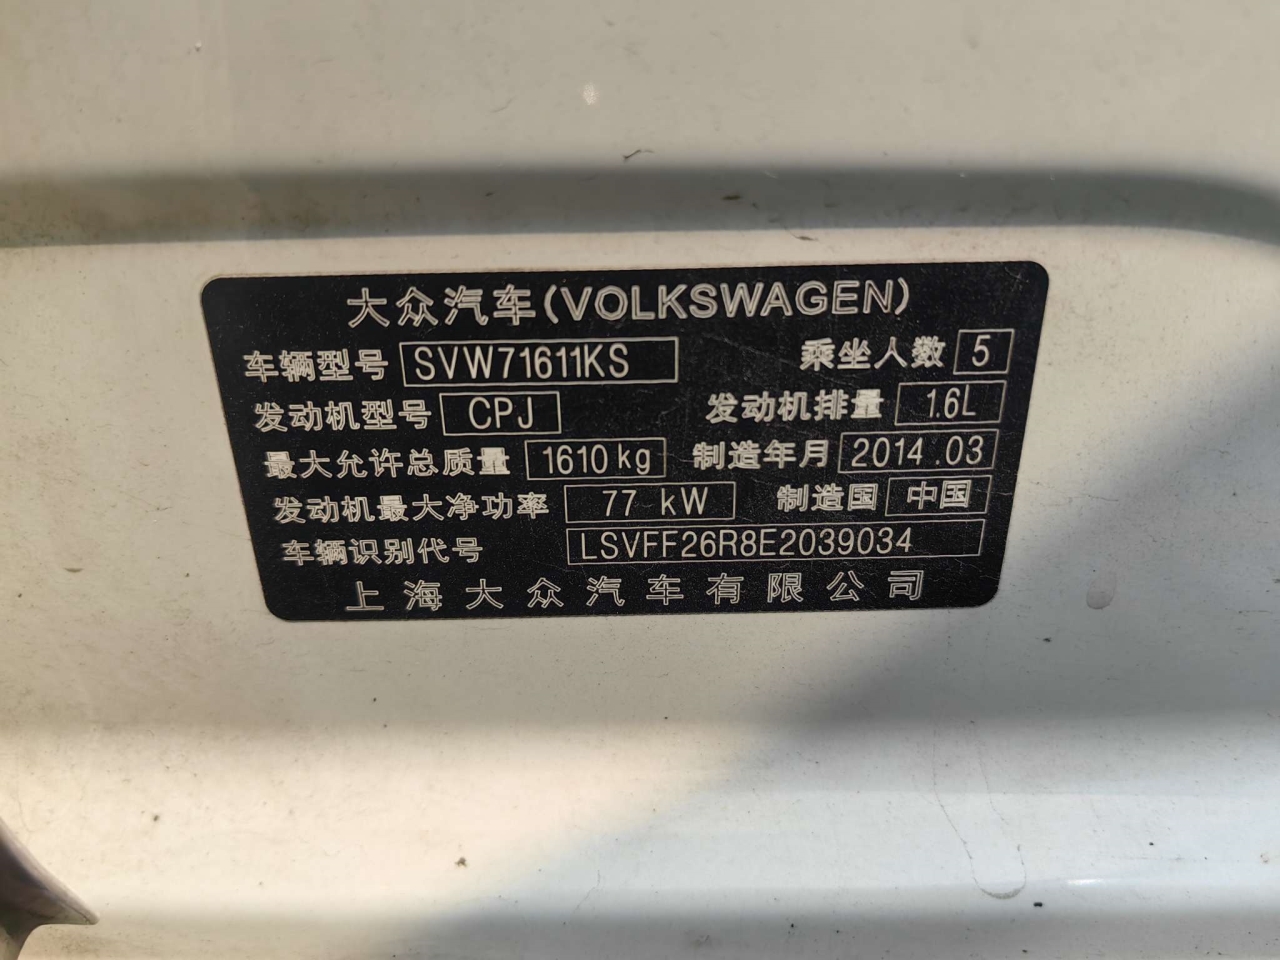 大众汽车(VOLKSWAGEN)
车辆型号 SVW71611KS 乘坐人数 5
发动机型号 CPJ 发动机排量 1.6L
最大允许总质量 1610kg 制造年月 2014.03
发动机最大净功率 77 kW 制造国 中国
车辆识别代号 LSVFF26R8E2039034
上海大众汽车有限公司